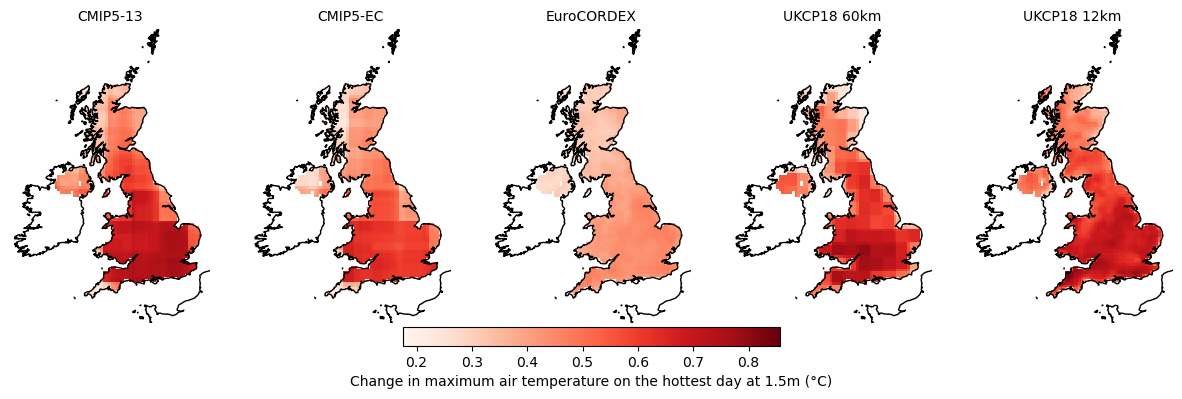 CMIP5-13 CMIP5-EC EuroCORDEX UKCP18 60km UKCP18 12km
0.2 0.3 0.4 0.5 0.6 0.7 0.8
Change in maximum air temperature on the hottest day at 1.5m (°C)